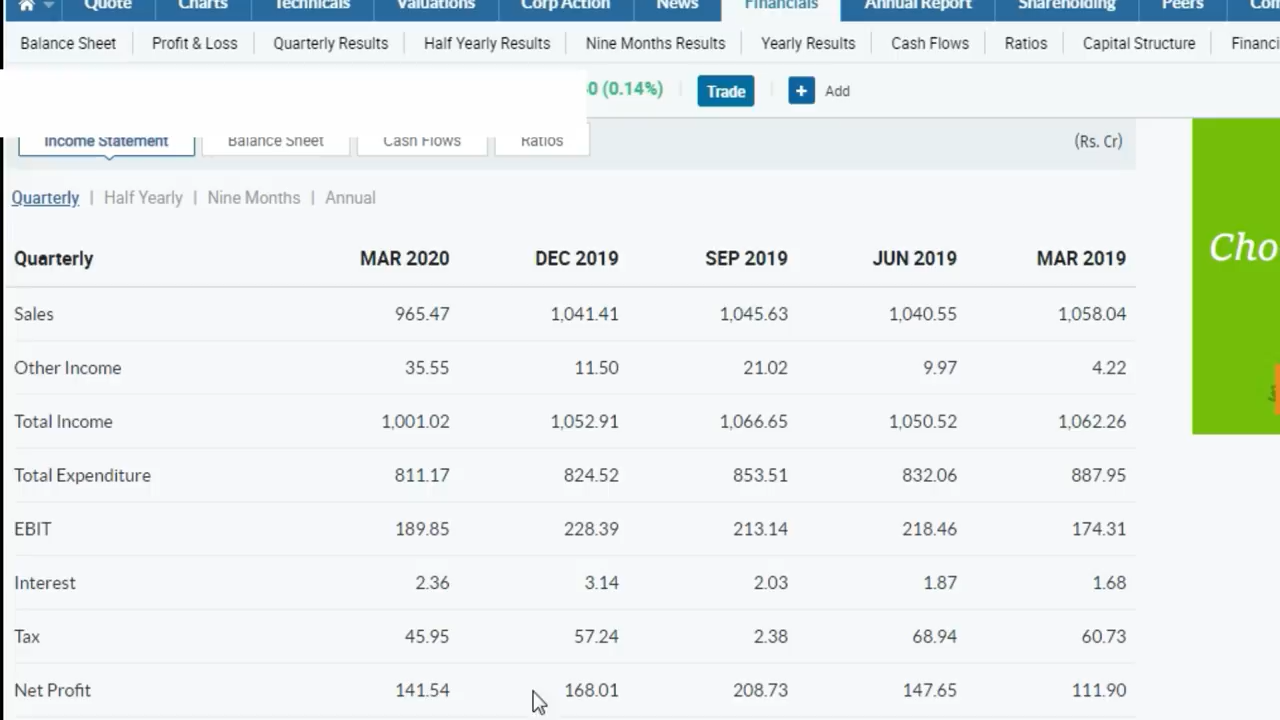 Quote Charts Technicals Valuations Corp Action News Financials Annual Report Shareholding Peers Com
Balance Sheet Profit & Loss Quarterly Results Half Yearly Results Nine Months Results Yearly Results Cash Flows Ratios Capital Structure Financi
0 (0.14%) Trade + Add
Income Statement Balance Sheet Cash Flows Ratios (Rs. Cr)
Quarterly | Half Yearly | Nine Months | Annual
Cho
Quarterly MAR 2020 DEC 2019 SEP 2019 JUN 2019 MAR 2019
Sales 965.47 1,041.41 1,045.63 1,040.55 1,058.04
Other Income 35.55 11.50 21.02 9.97 4.22
Total Income 1,001.02 1,052.91 1,066.65 1,050.52 1,062.26
Total Expenditure 811.17 824.52 853.51 832.06 887.95
EBIT 189.85 228.39 213.14 218.46 174.31
Interest 2.36 3.14 2.03 1.87 1.68
Tax 45.95 57.24 2.38 68.94 60.73
Net Profit 141.54 168.01 208.73 147.65 111.90